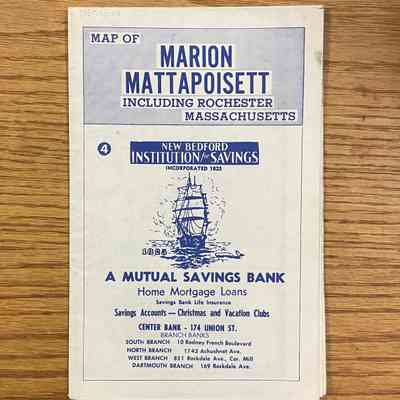 MAP OF
MARION
MATTAPOISETT
INCLUDING ROCHESTER
MASSACHUSETTS
4
NEW BEDFORD
INSTITUTION for SAVINGS
INCORPORATED 1825
1825
A MUTUAL SAVINGS BANK
Home Mortgage Loans
Savings Bank Life Insurance
Savings Accounts — Christmas and Vacation Clubs
CENTER BANK - 174 UNION ST.
BRANCH BANKS
SOUTH BRANCH 10 Rodney French Boulevard
NORTH BRANCH 1742 Acushnet Ave.
WEST BRANCH 851 Rockdale Ave., Cor. Mill
DARTMOUTH BRANCH 169 Rockdale Ave.